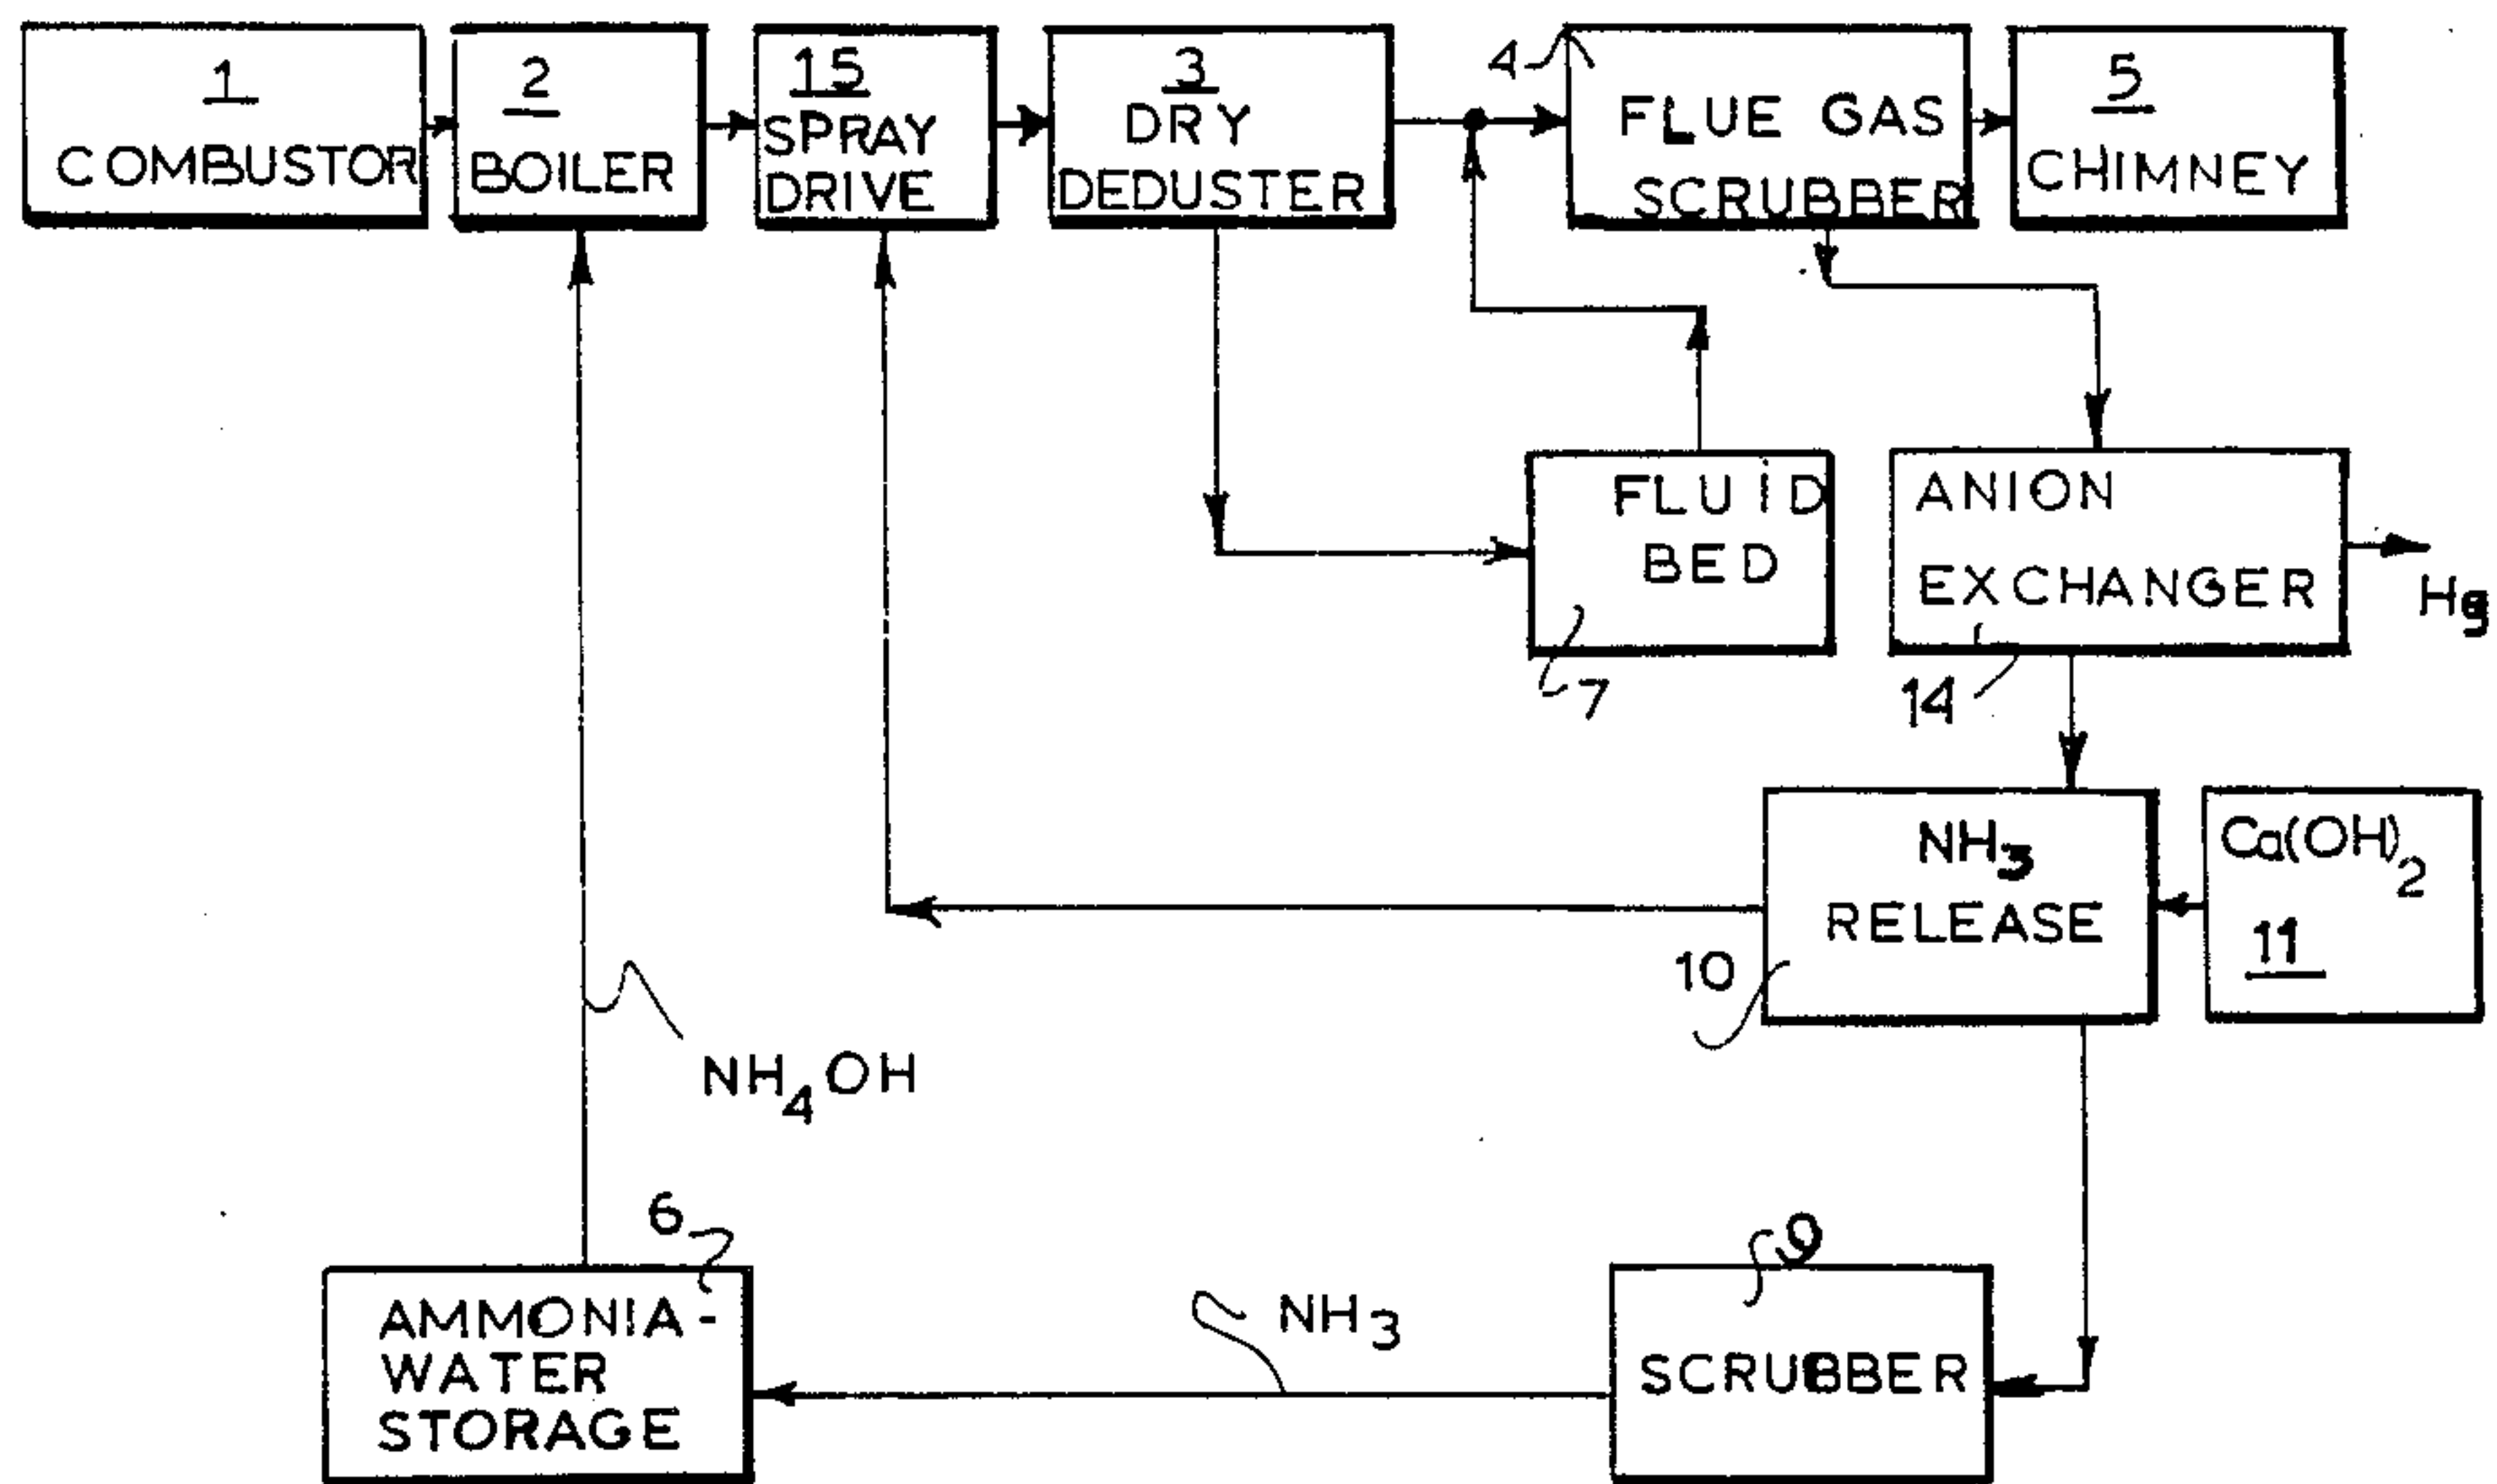 1
COMBUSTOR
2
BOILER
15
SPRAY
DRIVE
3
DRY
DEDUSTER
4
FLUE GAS
SCRUBBER
5
CHIMNEY
FLUID
BED
7
ANION
EXCHANGER
14
Hg
NH3
RELEASE
10
Ca(OH)2
11
NH4OH
6
AMMONIA-
WATER
STORAGE
NH3
9
SCRUBBER